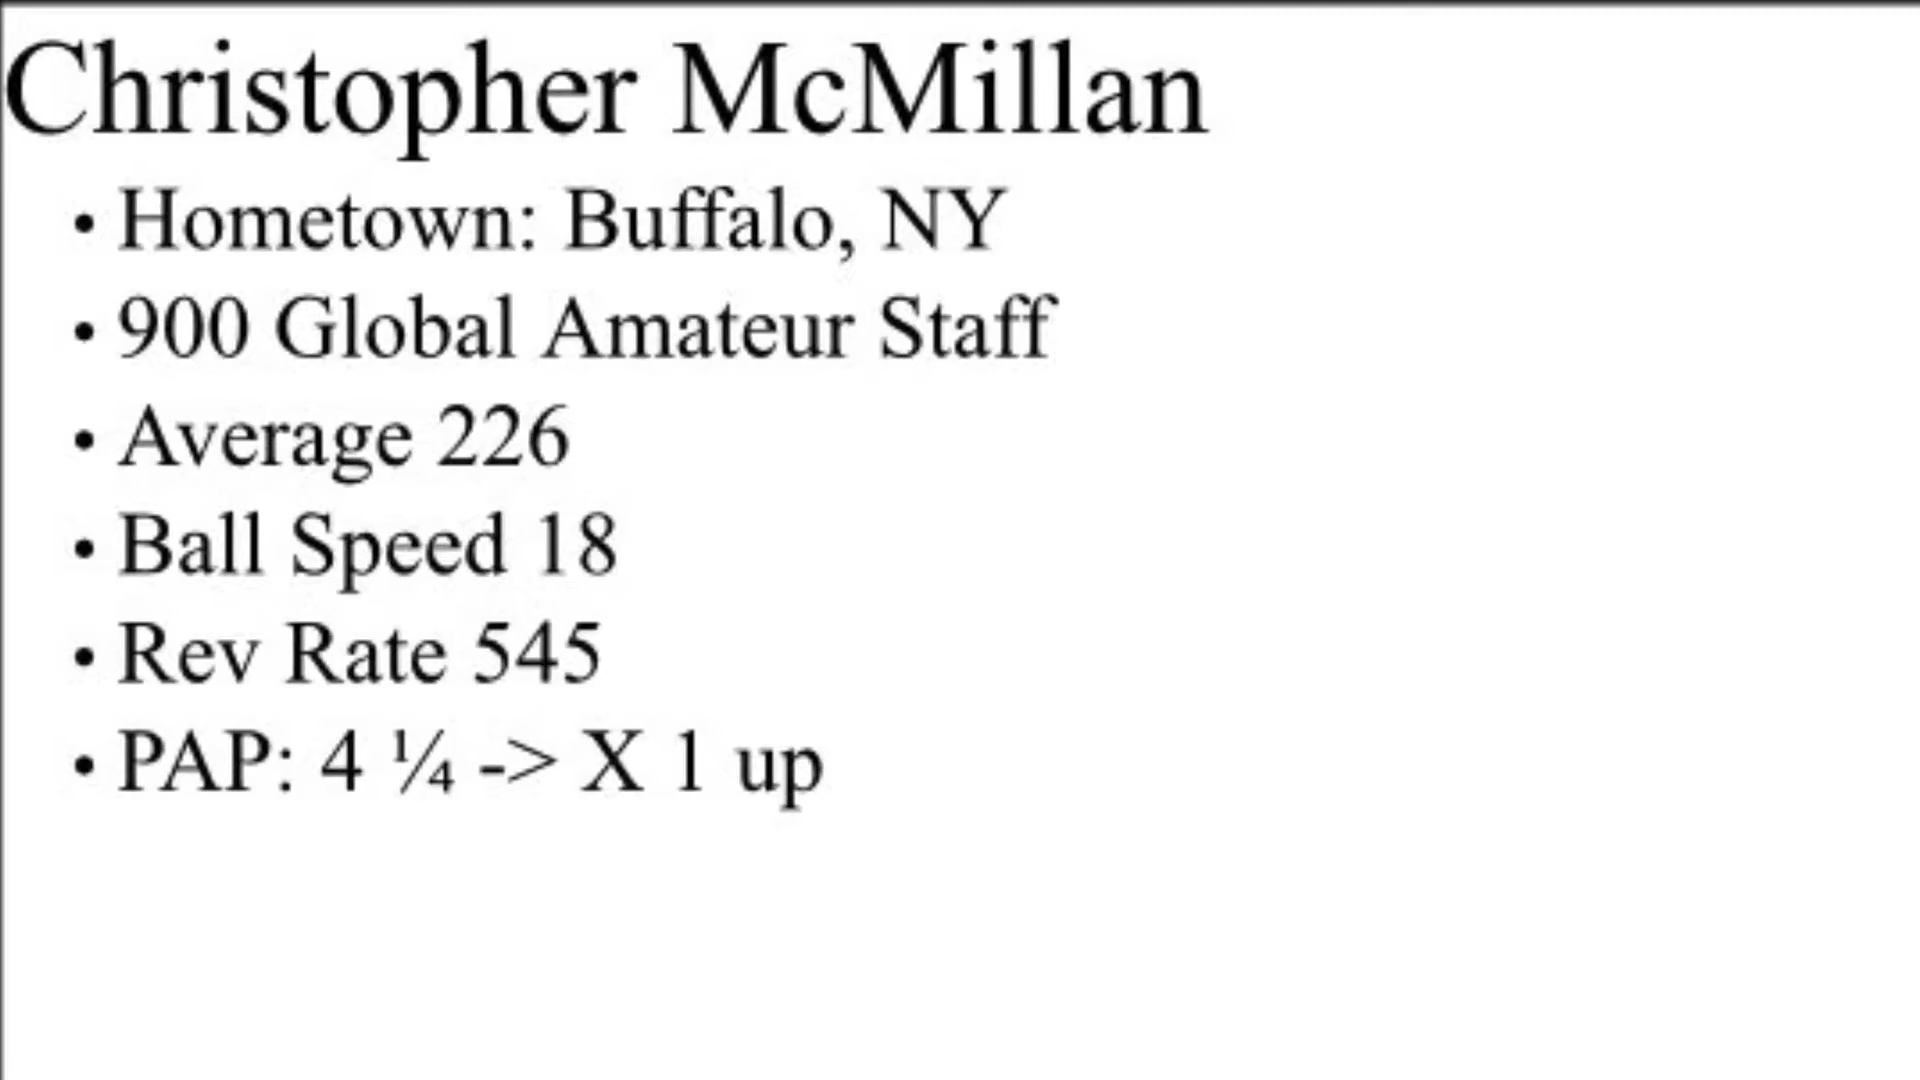 Christopher McMillan
• Hometown: Buffalo, NY
• 900 Global Amateur Staff
• Average 226
• Ball Speed 18
• Rev Rate 545
• PAP: 4 ¼ -> X 1 up